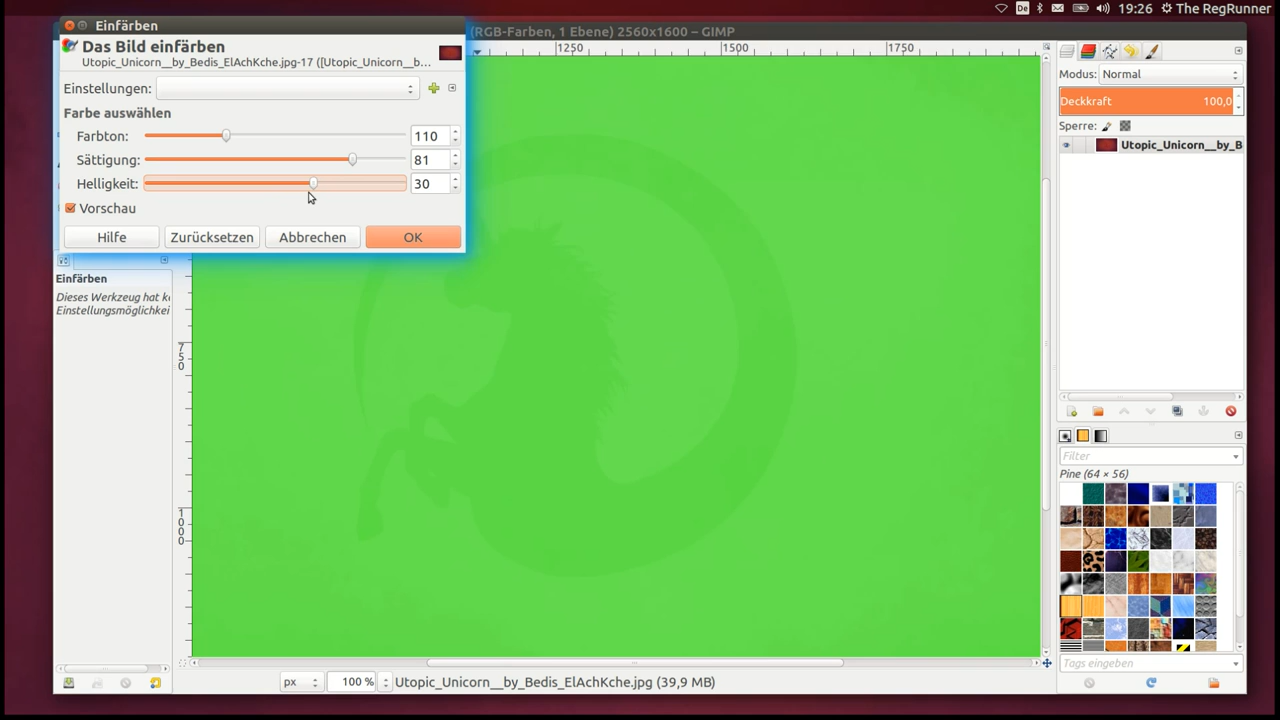 De
19:26
The RegRunner
Einfärben
(RGB-Farben, 1 Ebene) 2560x1600 – GIMP
Das Bild einfärben
Utopic_Unicorn__by_Bedis_ElAchKche.jpg-17 ([Utopic_Unicorn__b...
1250
1500
1750
Einstellungen:
Modus: Normal
Farbe auswählen
Deckkraft 100,0
Farbton: 110
Sperre:
Sättigung: 81
Utopic_Unicorn__by_B
Helligkeit: 30
Vorschau
Hilfe
Zurücksetzen
Abbrechen
OK
Einfärben
Dieses Werkzeug hat ke
Einstellungsmöglichkei
750
1000
Filter
Pine (64 × 56)
Tags eingeben
px
100 %
Utopic_Unicorn__by_Bedis_ElAchKche.jpg (39,9 MB)